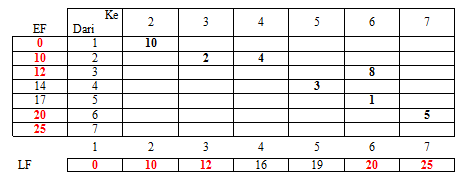 Ke
EF Dari 2 3 4 5 6 7
0 1 10
10 2 2 4
12 3 8
14 4 3
17 5 1
20 6 5
25 7
1 2 3 4 5 6 7
LF 0 10 12 16 19 20 25